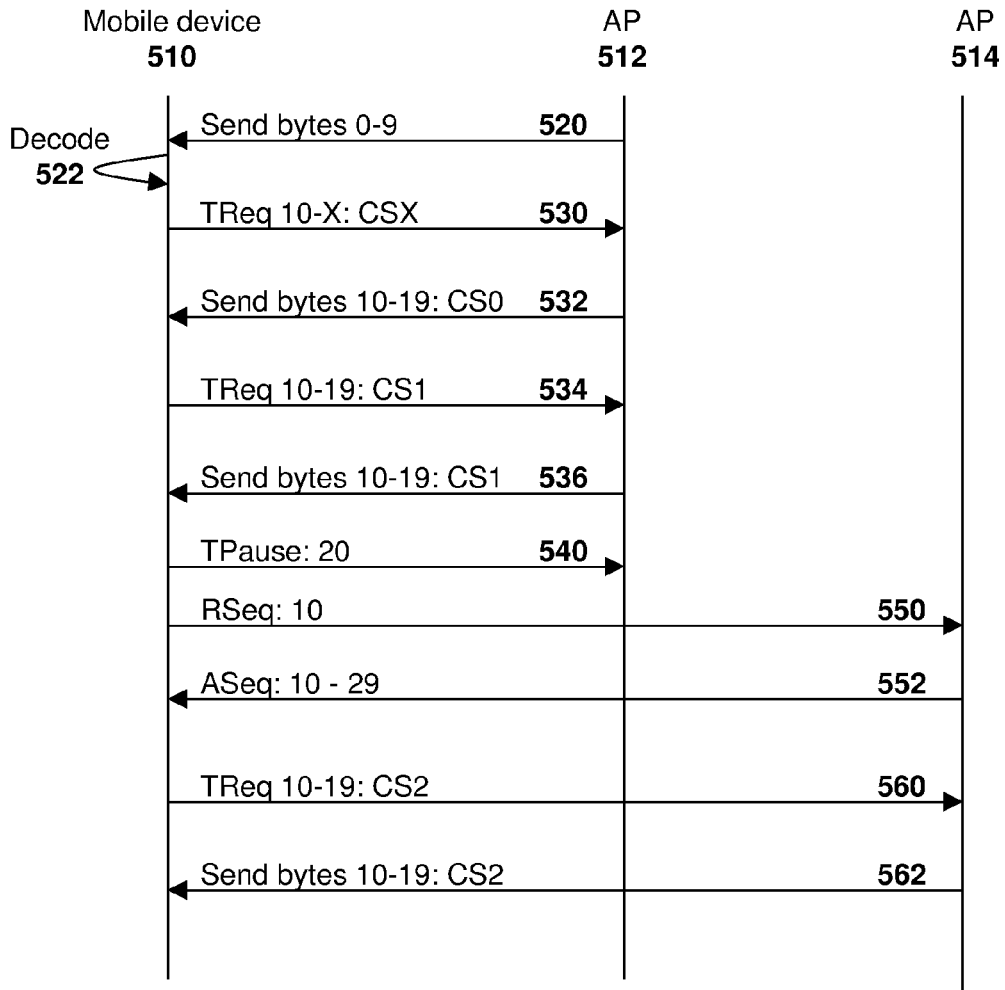 Mobile device AP AP
510 512 514
Send bytes 0-9 520
Decode
522
TReq 10-X: CSX 530
Send bytes 10-19: CS0 532
TReq 10-19: CS1 534
Send bytes 10-19: CS1 536
TPause: 20 540
RSeq: 10 550
ASeq: 10 - 29 552
TReq 10-19: CS2 560
Send bytes 10-19: CS2 562